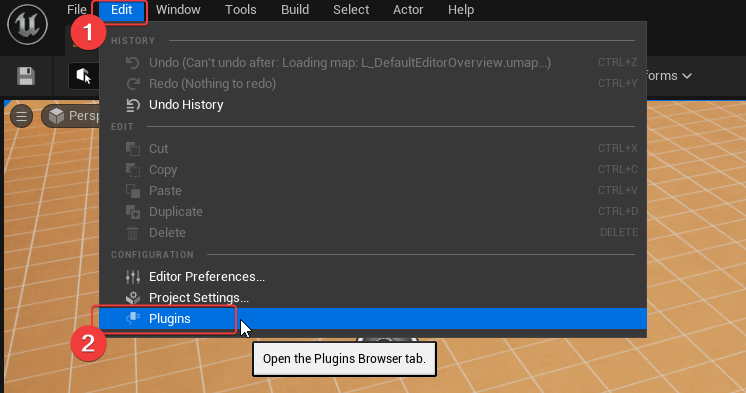 File Edit Window Tools Build Select Actor Help
1
HISTORY
Undo (Can't undo after: Loading map: L_DefaultEditorOverview.umap...) CTRL+Z
Redo (Nothing to redo) CTRL+Y
forms
Undo History
Persp
EDIT
Cut CTRL+X
Copy CTRL+C
Paste CTRL+V
Duplicate CTRL+D
Delete DELETE
CONFIGURATION
Editor Preferences...
Project Settings...
Plugins
2
Open the Plugins Browser tab.